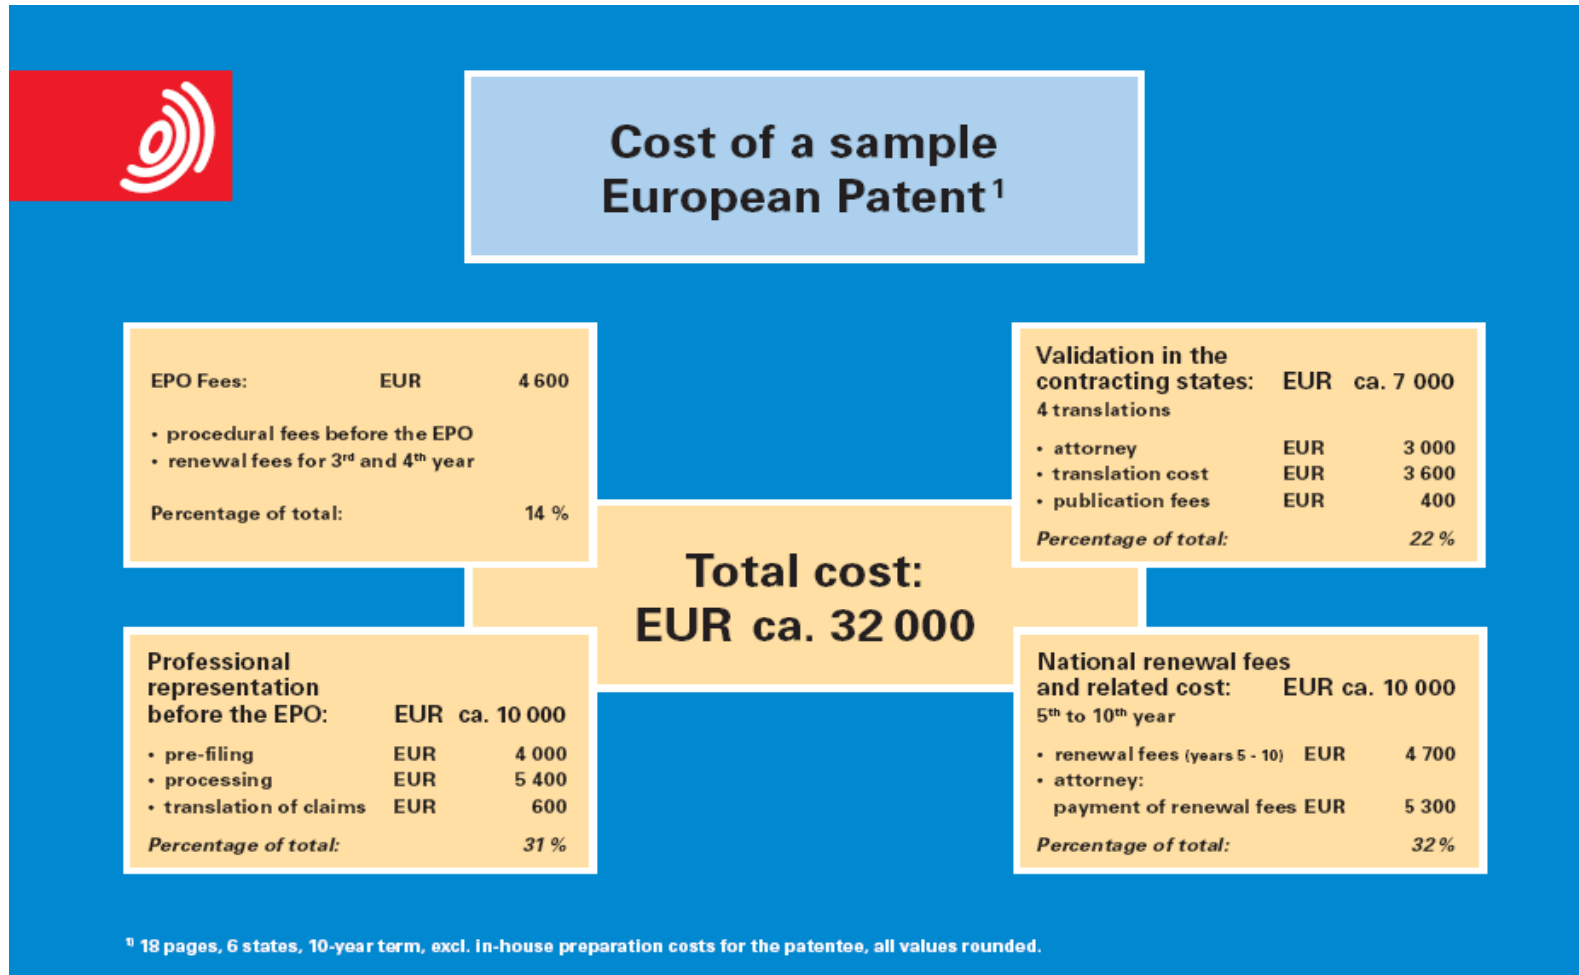 Cost of a sample
European Patent¹
EPO Fees: EUR 4 600
• procedural fees before the EPO
• renewal fees for 3rd and 4th year
Percentage of total: 14 %
Validation in the
contracting states: EUR ca. 7 000
4 translations
• attorney EUR 3 000
• translation cost EUR 3 600
• publication fees EUR 400
Percentage of total: 22 %
Total cost:
EUR ca. 32 000
Professional
representation
before the EPO: EUR ca. 10 000
• pre-filing EUR 4 000
• processing EUR 5 400
• translation of claims EUR 600
Percentage of total: 31 %
National renewal fees
and related cost: EUR ca. 10 000
5th to 10th year
• renewal fees (years 5 - 10) EUR 4 700
• attorney:
payment of renewal fees EUR 5 300
Percentage of total: 32 %
¹⁾ 18 pages, 6 states, 10-year term, excl. in-house preparation costs for the patentee, all values rounded.